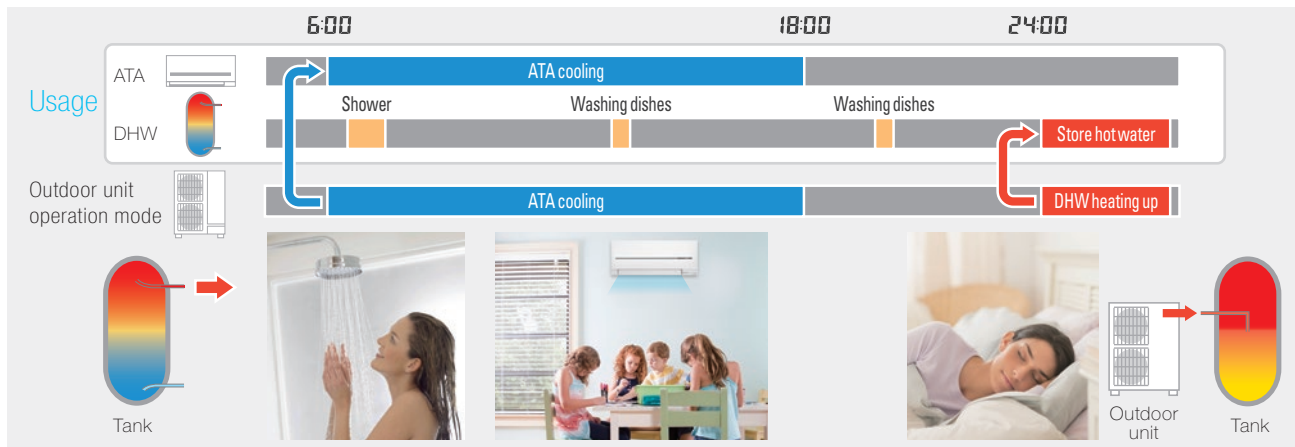 6:00 18:00 24:00
Usage
ATA
ATA cooling
Shower Washing dishes Washing dishes
DHW
Store hot water
Outdoor unit
operation mode
ATA cooling
DHW heating up
Tank
Outdoor
unit
Tank